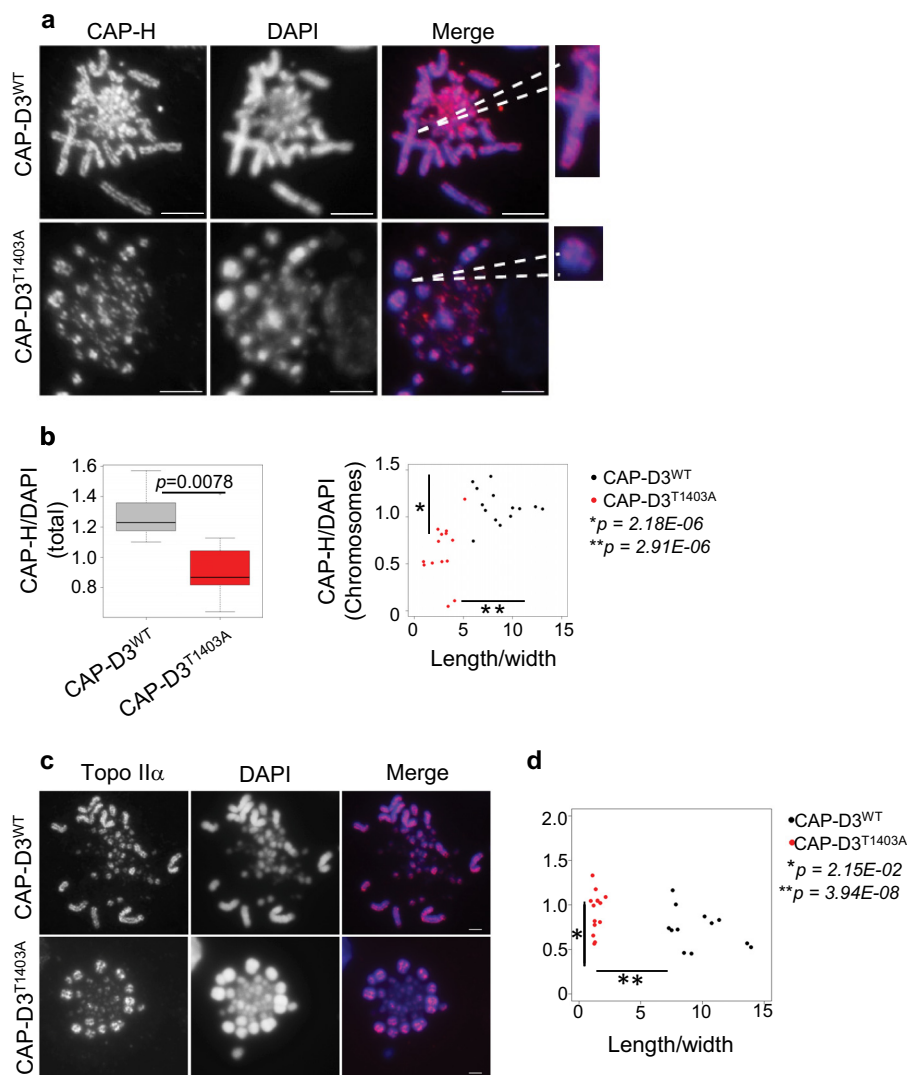 a
CAP-H DAPI Merge
CAP-D3WT
CAP-D3T1403A
b
CAP-H/DAPI
(total)
1.6
1.4
1.2
1.0
0.8
p=0.0078
CAP-D3WT
CAP-D3T1403A
CAP-H/DAPI
(Chromosomes)
1.5
1.0
0.5
0
*
**
0 5 10 15
Length/width
CAP-D3WT
CAP-D3T1403A
*p = 2.18E-06
**p = 2.91E-06
c
Topo IIα DAPI Merge
CAP-D3WT
CAP-D3T1403A
d
2.0
1.5
1.0
0.5
0
*
**
0 5 10 15
Length/width
CAP-D3WT
CAP-D3T1403A
*p = 2.15E-02
**p = 3.94E-08